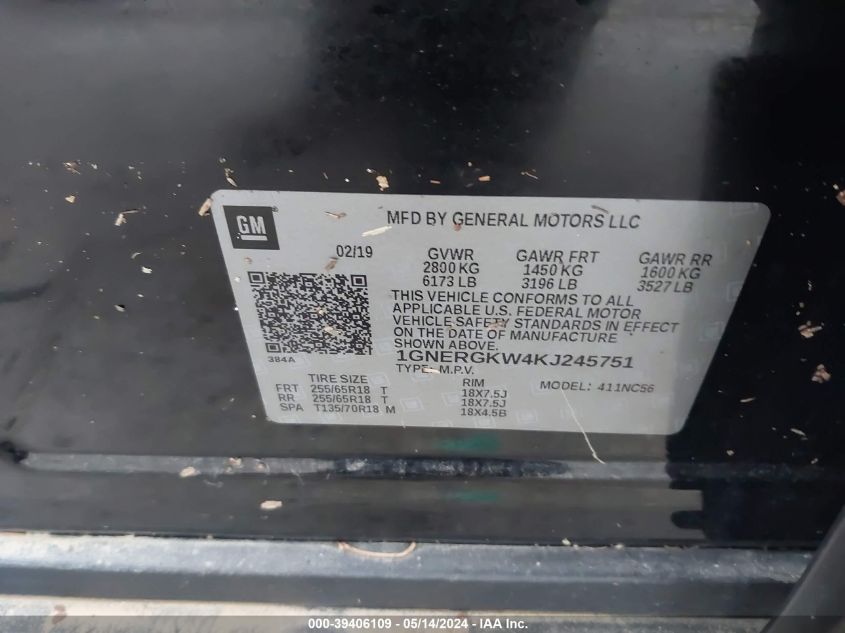 GM
MFD BY GENERAL MOTORS LLC
02/19 GVWR GAWR FRT GAWR RR
2800 KG 1450 KG 1600 KG
6173 LB 3196 LB 3527 LB
THIS VEHICLE CONFORMS TO ALL
APPLICABLE U.S. FEDERAL MOTOR
VEHICLE SAFETY STANDARDS IN EFFECT
ON THE DATE OF MANUFACTURE
SHOWN ABOVE.
384A
1GNERGKW4KJ245751
TYPE: M.P.V.
TIRE SIZE RIM MODEL: 411NC56
FRT 255/65R18 T 18X7.5J
RR 255/65R18 T 18X7.5J
SPA T135/70R18 M 18X4.5B
000-39406109 - 05/14/2024 - IAA Inc.